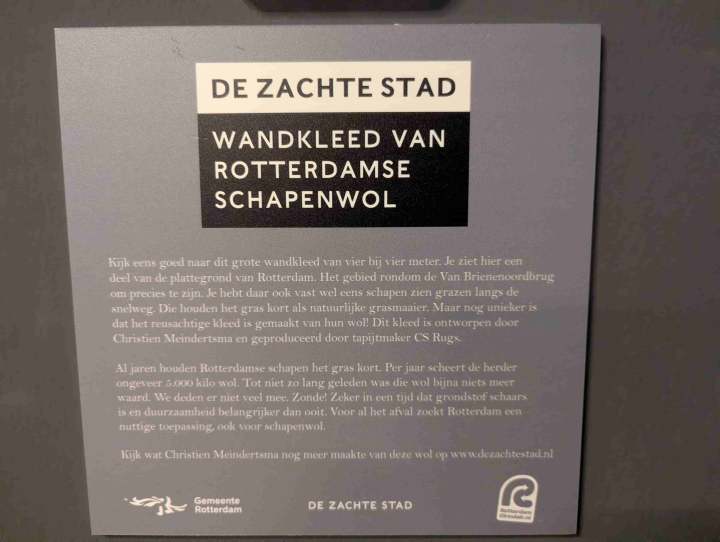 DE ZACHTE STAD
WANDKLEED VAN
ROTTERDAMSE
SCHAPENWOL
Kijk eens goed naar dit grote wandkleed van vier bij vier meter. Je ziet hier een
deel van de plattegrond van Rotterdam. Het gebied rondom de Van Brienenoordbrug
om precies te zijn. Je hebt daar ook vast wel eens schapen zien grazen langs de
snelweg. Die houden het gras kort als natuurlijke grasmaaier. Maar nog unieker is
dat het reusachtige kleed is gemaakt van hun wol! Dit kleed is ontworpen door
Christien Meindertsma en geproduceerd door tapijtmaker CS Rugs.
Al jaren houden Rotterdamse schapen het gras kort. Per jaar scheert de herder
ongeveer 5.000 kilo wol. Tot niet zo lang geleden was die wol bijna niets meer
waard. We deden er niet veel mee. Zonde! Zeker in een tijd dat grondstof schaars
is en duurzaamheid belangrijker dan ooit. Voor al het afval zoekt Rotterdam een
nuttige toepassing, ook voor schapenwol.
Kijk wat Christien Meindertsma nog meer maakte van deze wol op www.dezachtestad.nl
Gemeente
Rotterdam
DE ZACHTE STAD
Rotterdam
Circulair.nl